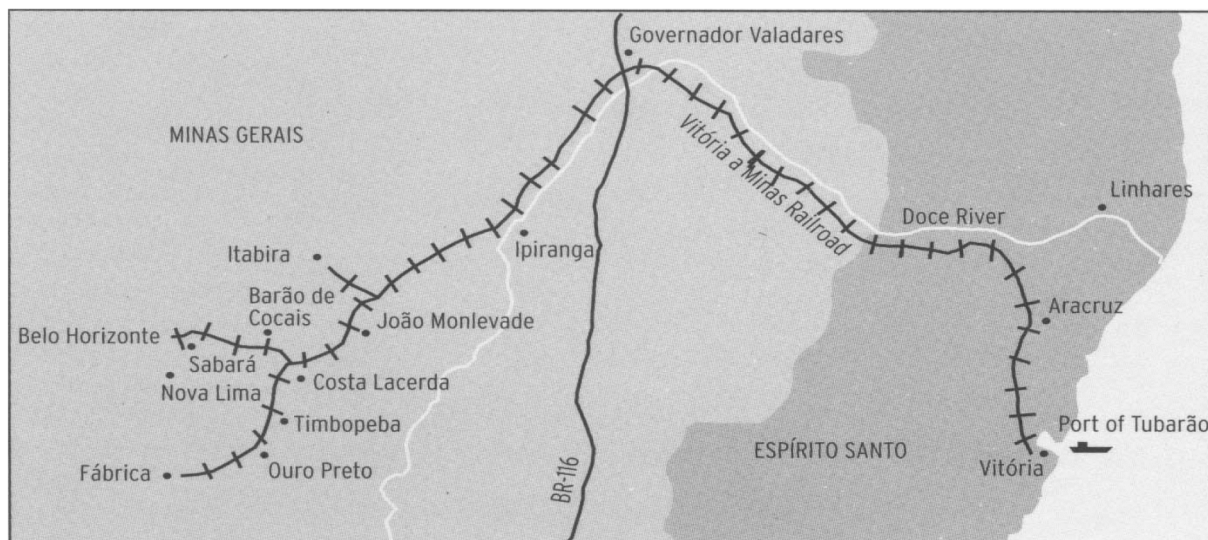 Governador Valadares
MINAS GERAIS
Vitória a Minas Railroad
Linhares
Doce River
Itabira
Ipiranga
Barão de
Cocais
João Monlevade
Aracruz
Belo Horizonte
Sabará
Nova Lima
Costa Lacerda
Timbopeba
Port of Tubarão
ESPÍRITO SANTO
Vitória
Fábrica
Ouro Preto
BR-116